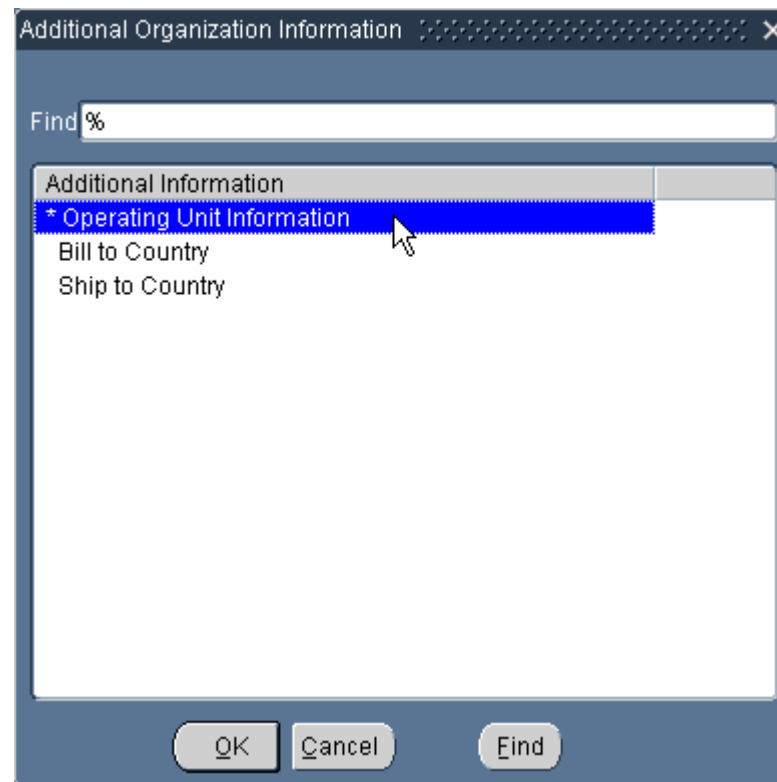 Additional Organization Information
Find %
Additional Information
* Operating Unit Information
Bill to Country
Ship to Country
OK Cancel Find